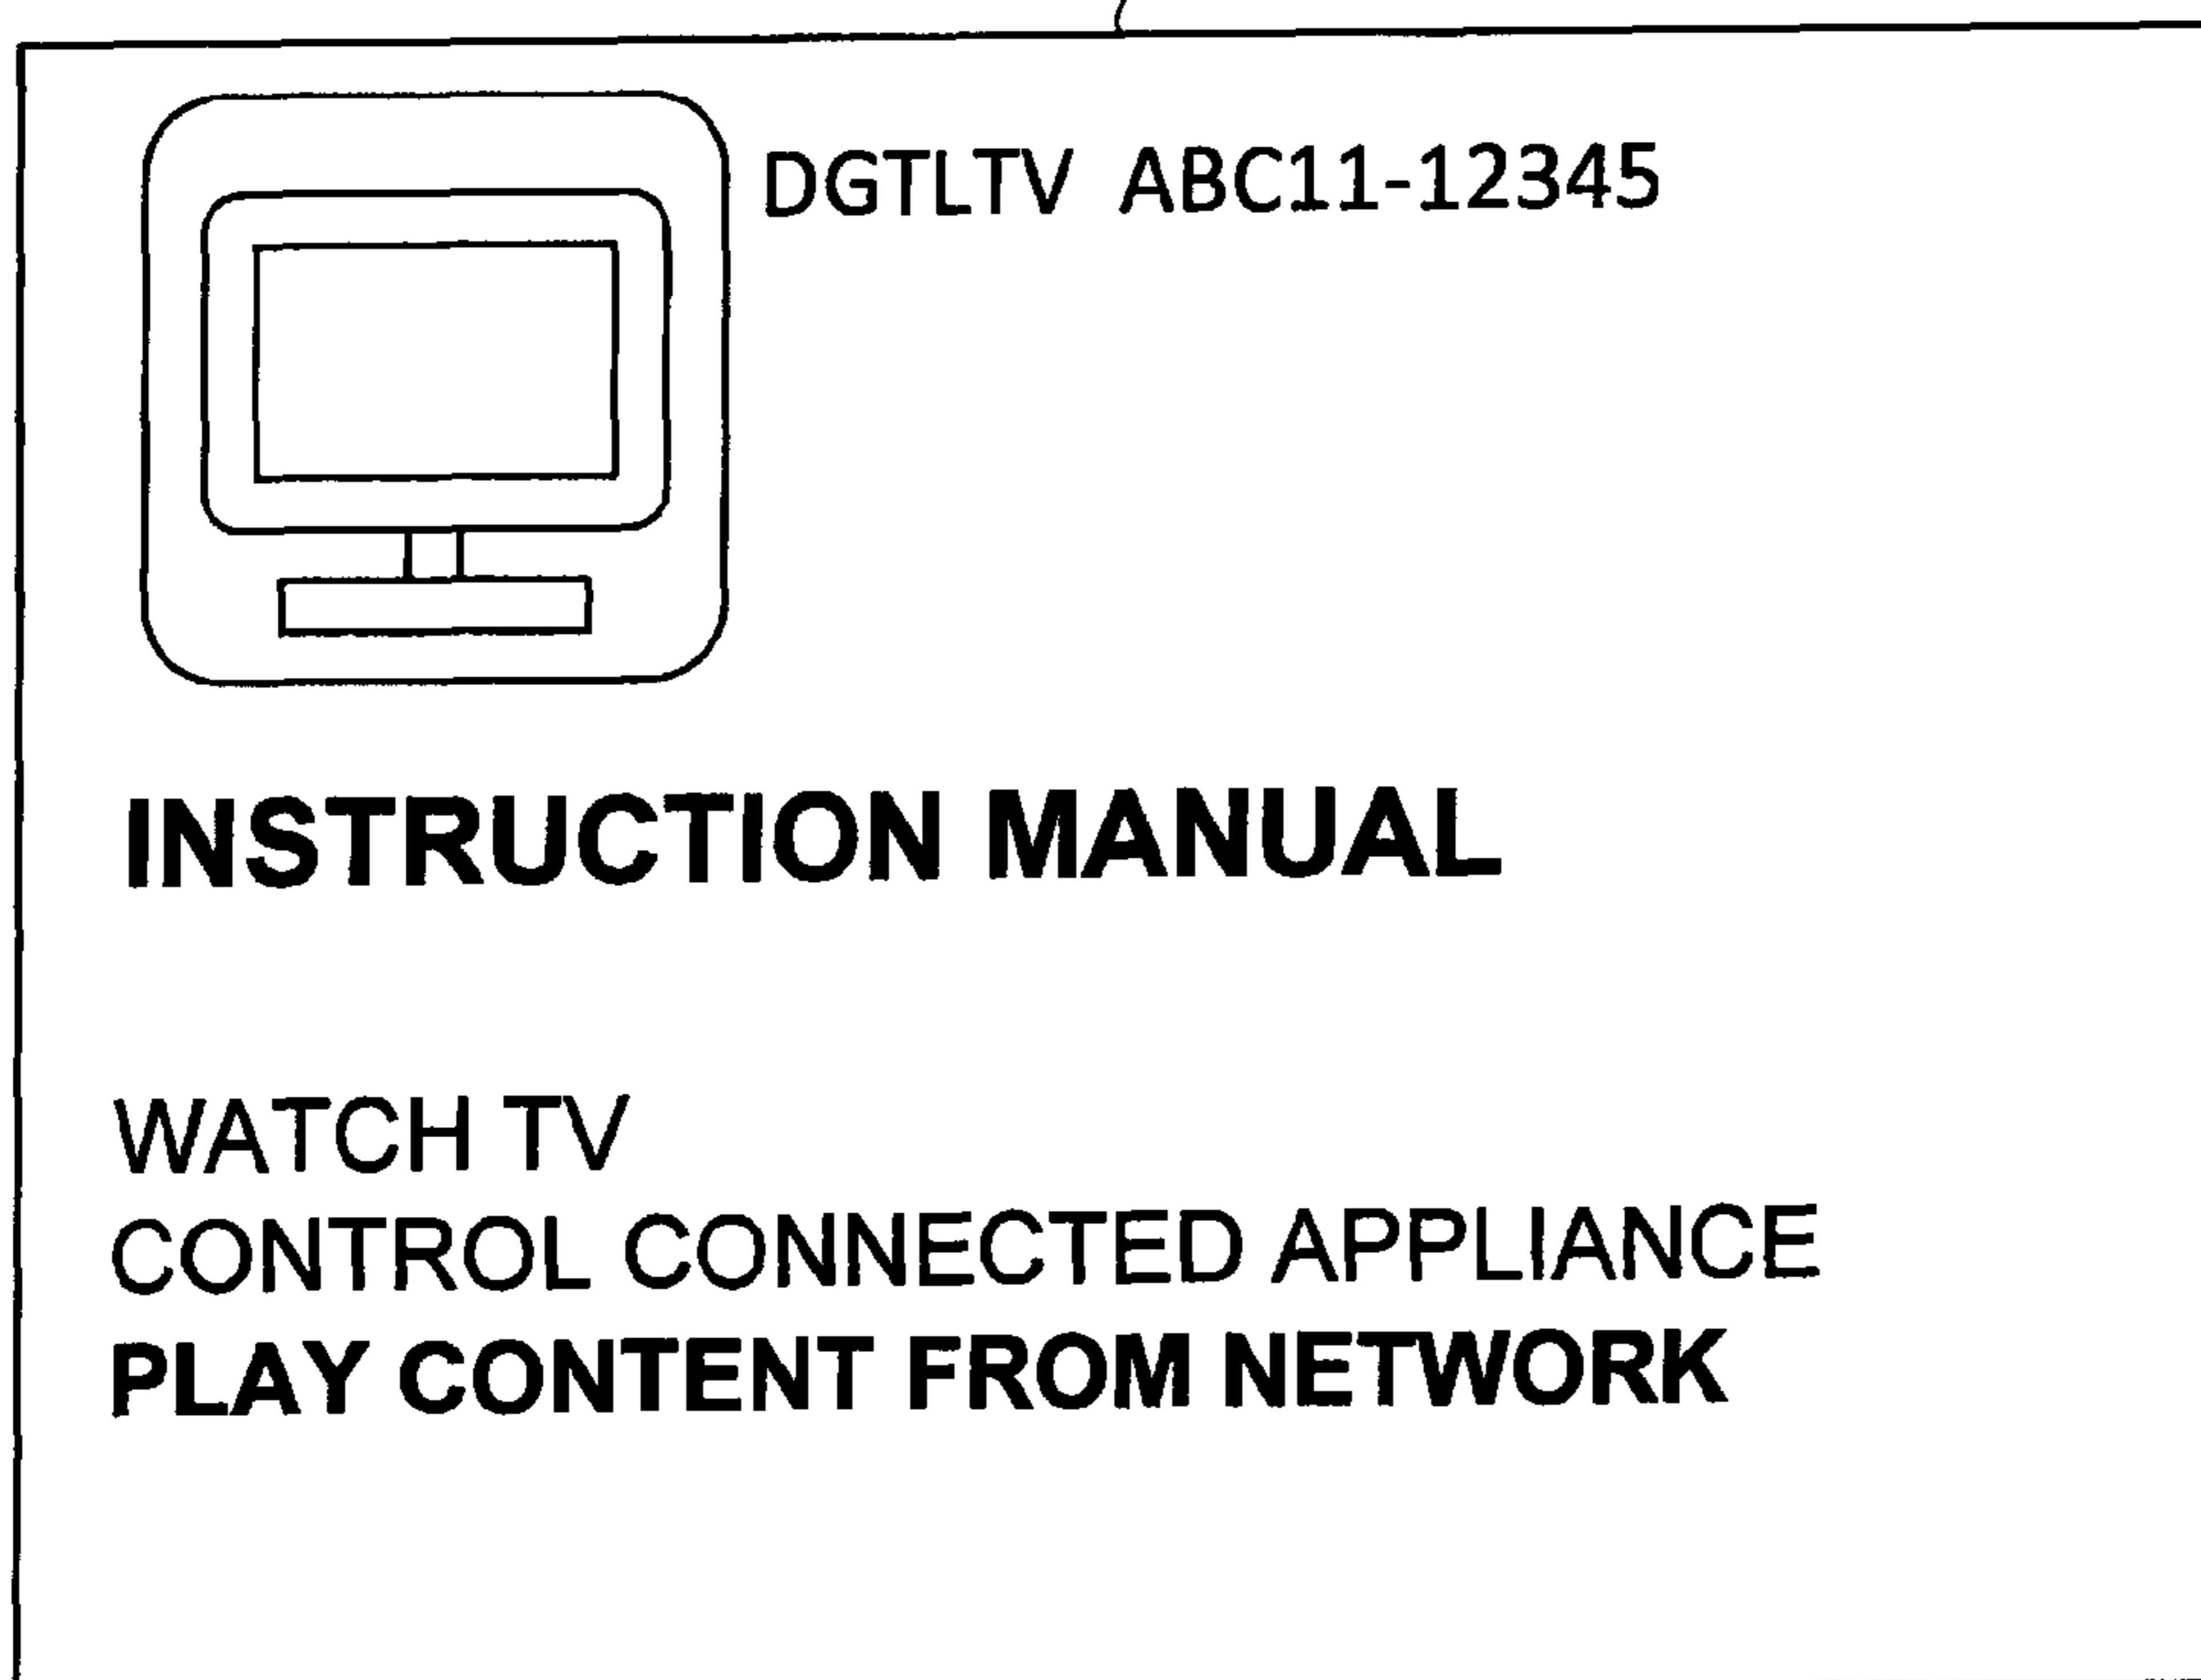 DGTLTV ABC11-12345
INSTRUCTION MANUAL
WATCH TV
CONTROL CONNECTED APPLIANCE
PLAY CONTENT FROM NETWORK